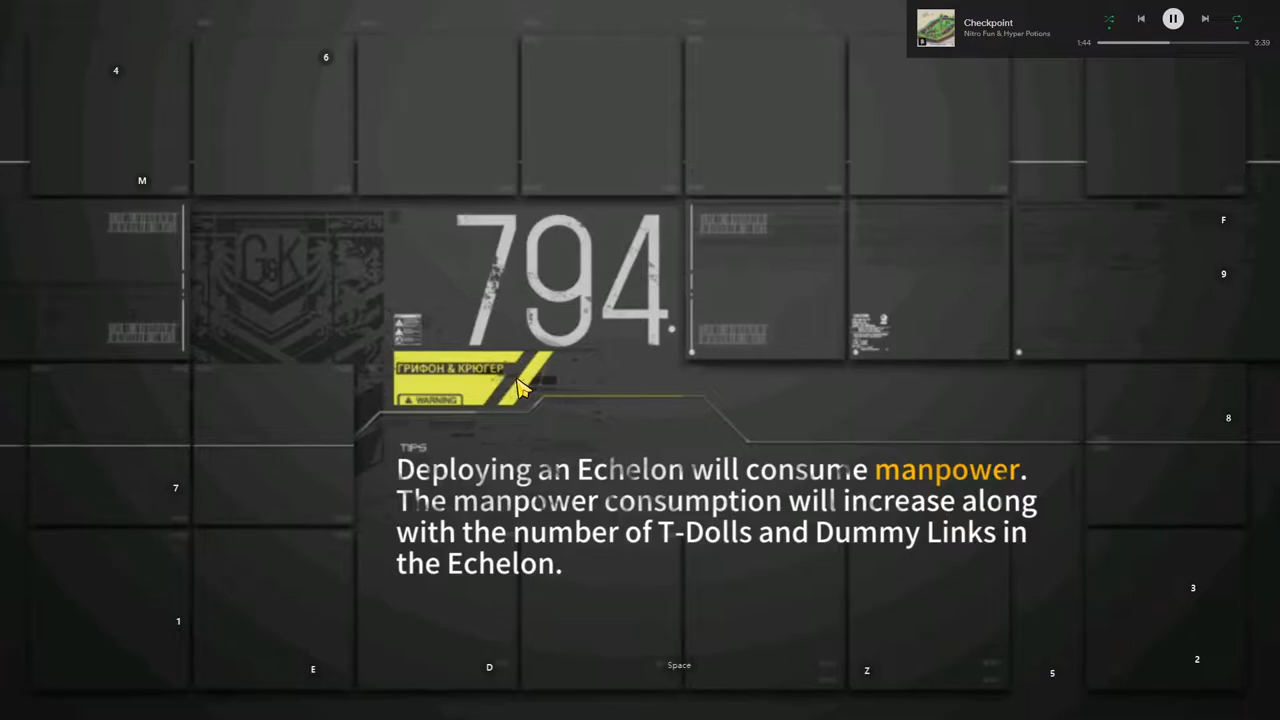 Checkpoint
Nitro Fun & Hyper Potions
1:44
3:39
4
6
M
F
9
G&K
794.
ГРИФОН & КРЮГЕР
WARNING
8
TIPS
Deploying an Echelon will consume manpower.
The manpower consumption will increase along
with the number of T-Dolls and Dummy Links in
the Echelon.
7
3
1
E
D
Space
Z
5
2